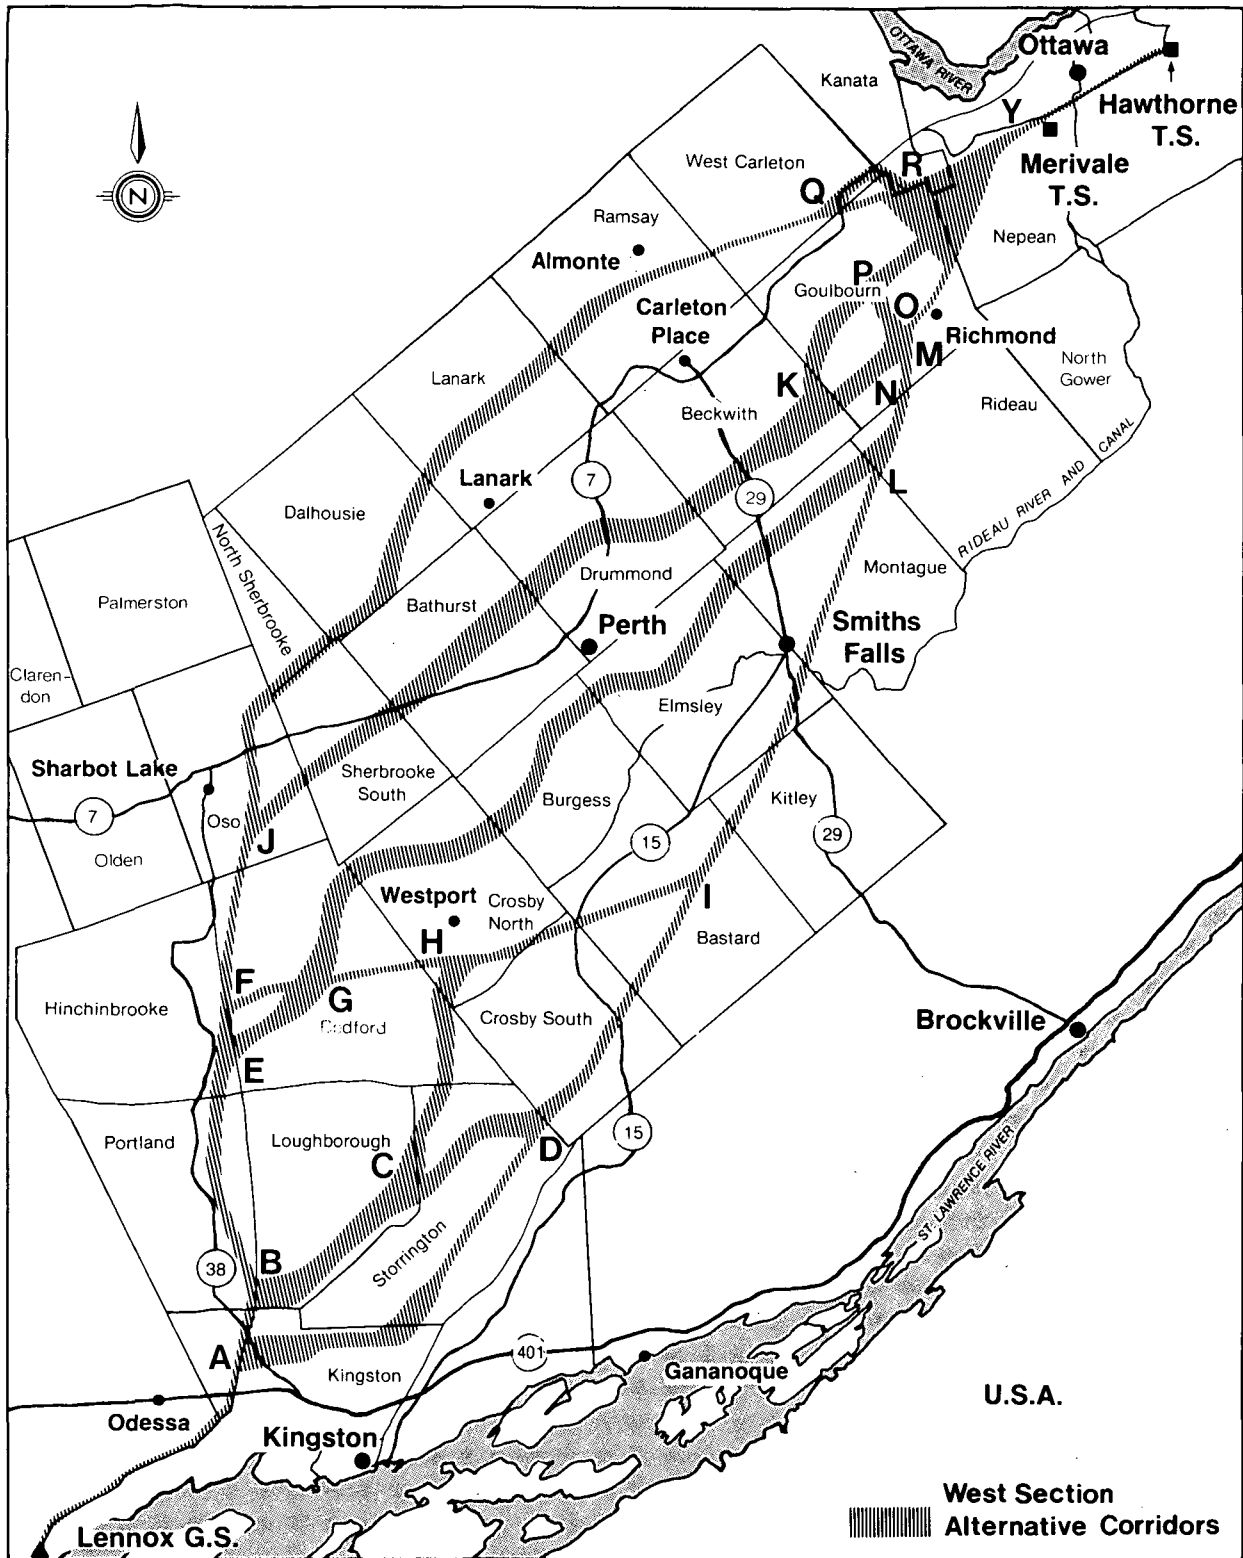 OTTAWA RIVER
Ottawa
Kanata
Y
Hawthorne
T.S.
Merivale
T.S.
West Carleton
R
Q
N
Ramsay
Nepean
Almonte
P
Goulbourn
O
Richmond
Carleton
Place
M
North
Gower
Lanark
K
N
Rideau
Beckwith
RIDEAU RIVER AND CANAL
Lanark
7
29
L
Dalhousie
North Sherbrooke
Montague
Palmerston
Bathurst
Drummond
Perth
Smiths
Falls
Claren-
don
Elmsley
Sharbot Lake
Sherbrooke
South
Burgess
Kitley
7
Oso
J
15
29
Olden
Westport
Crosby
North
I
H
Bastard
F
G
Hinchinbrooke
Bedford
Crosby South
Brockville
E
Portland
Loughborough
15
C
D
ST. LAWRENCE RIVER
B
Storrington
38
A
401
Kingston
Gananoque
U.S.A.
Odessa
Kingston
West Section
Alternative Corridors
Lennox G.S.